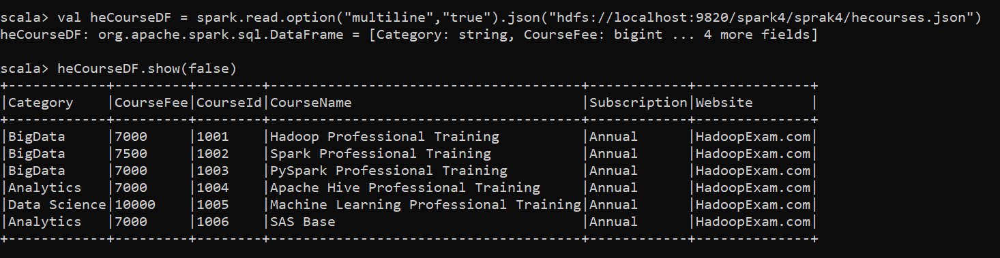 scala> val heCourseDF = spark.read.option("multiline","true").json("hdfs://localhost:9820/spark4/sprak4/hecourses.json")
heCourseDF: org.apache.spark.sql.DataFrame = [Category: string, CourseFee: bigint ... 4 more fields]
scala> heCourseDF.show(false)
+------------+---------+--------+--------------------------------------+------------+--------------+
|Category    |CourseFee|CourseId|CourseName                            |Subscription|Website       |
+------------+---------+--------+--------------------------------------+------------+--------------+
|BigData     |7000     |1001    |Hadoop Professional Training          |Annual      |HadoopExam.com|
|BigData     |7500     |1002    |Spark Professional Training           |Annual      |HadoopExam.com|
|BigData     |7000     |1003    |PySpark Professional Training         |Annual      |HadoopExam.com|
|Analytics   |7000     |1004    |Apache Hive Professional Training     |Annual      |HadoopExam.com|
|Data Science|10000    |1005    |Machine Learning Professional Training|Annual      |HadoopExam.com|
|Analytics   |7000     |1006    |SAS Base                              |Annual      |HadoopExam.com|
+------------+---------+--------+--------------------------------------+------------+--------------+